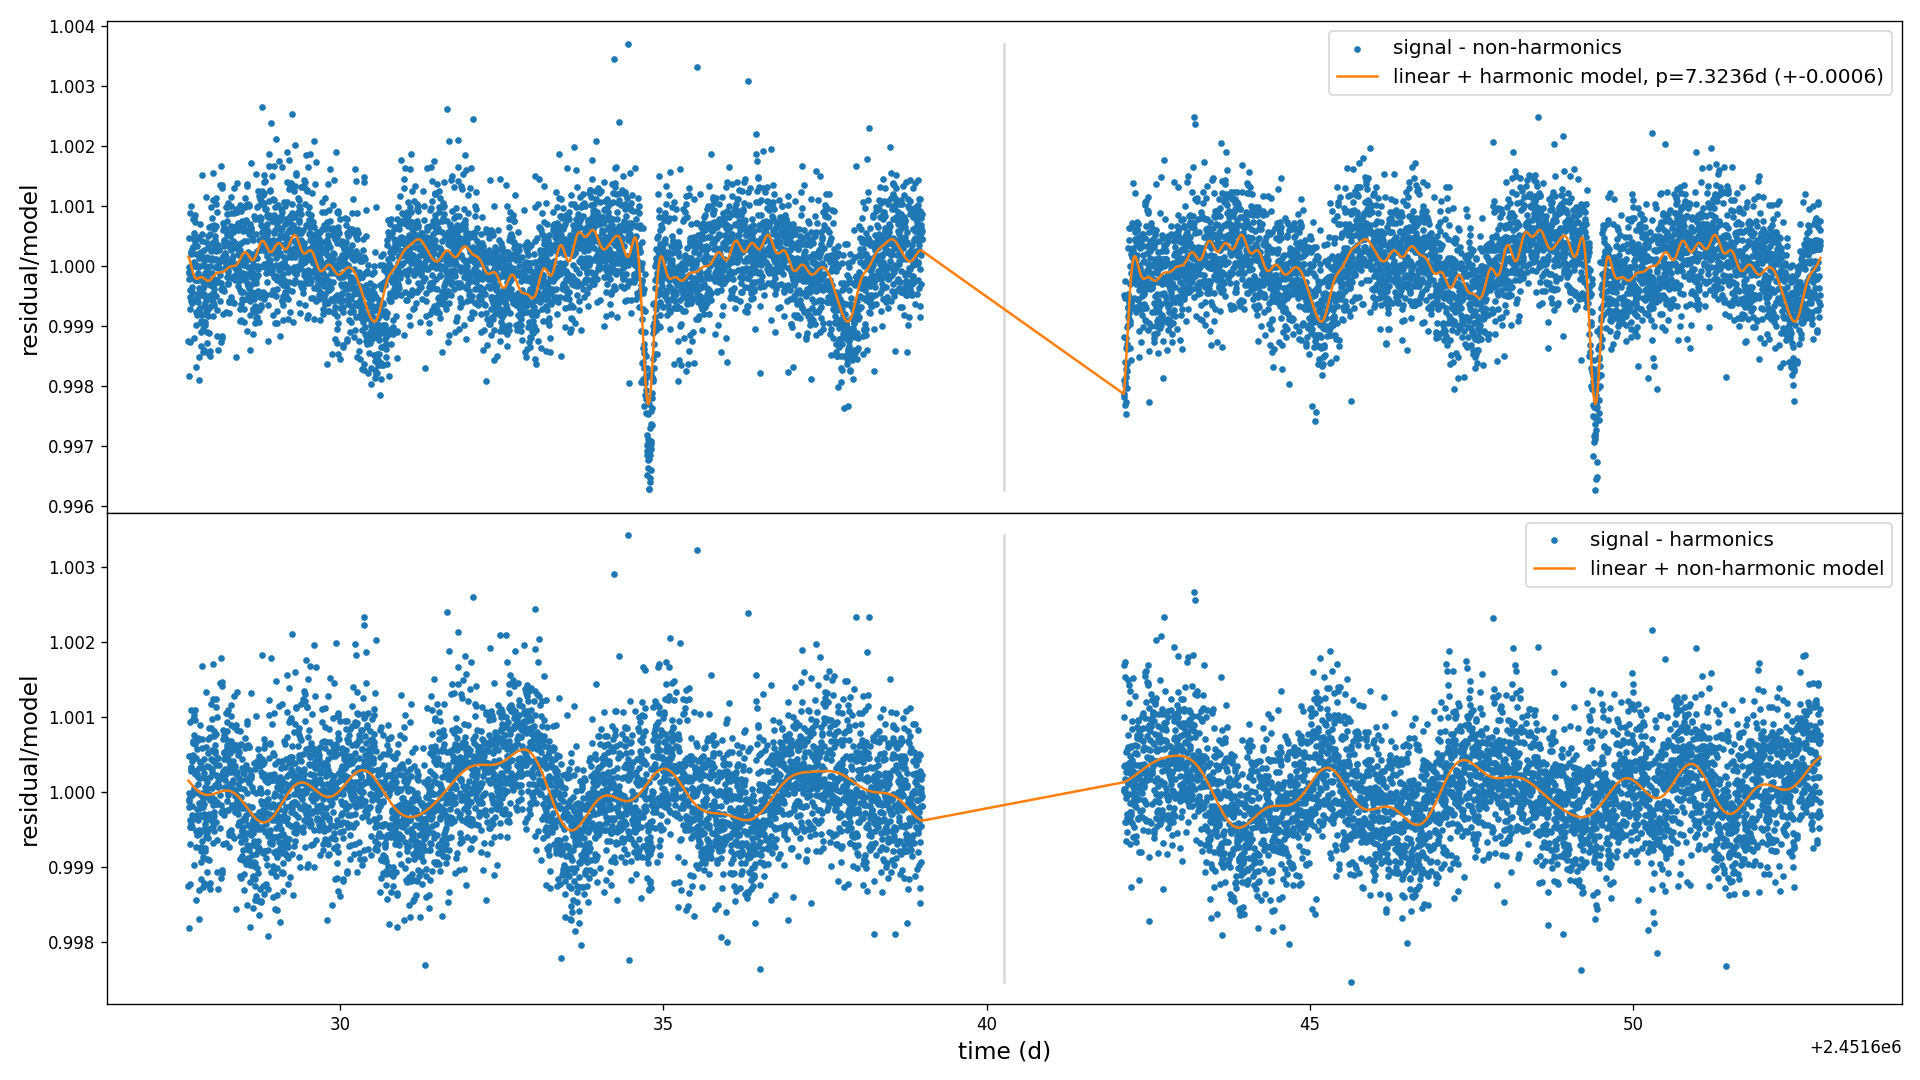 1.004
1.003
1.002
1.001
1.000
0.999
0.998
0.997
0.996
residual/model
signal - non-harmonics
linear + harmonic model, p=7.3236d (+-0.0006)
1.003
1.002
1.001
1.000
0.999
0.998
residual/model
signal - harmonics
linear + non-harmonic model
30
35
40
45
50
time (d)
+2.4516e6